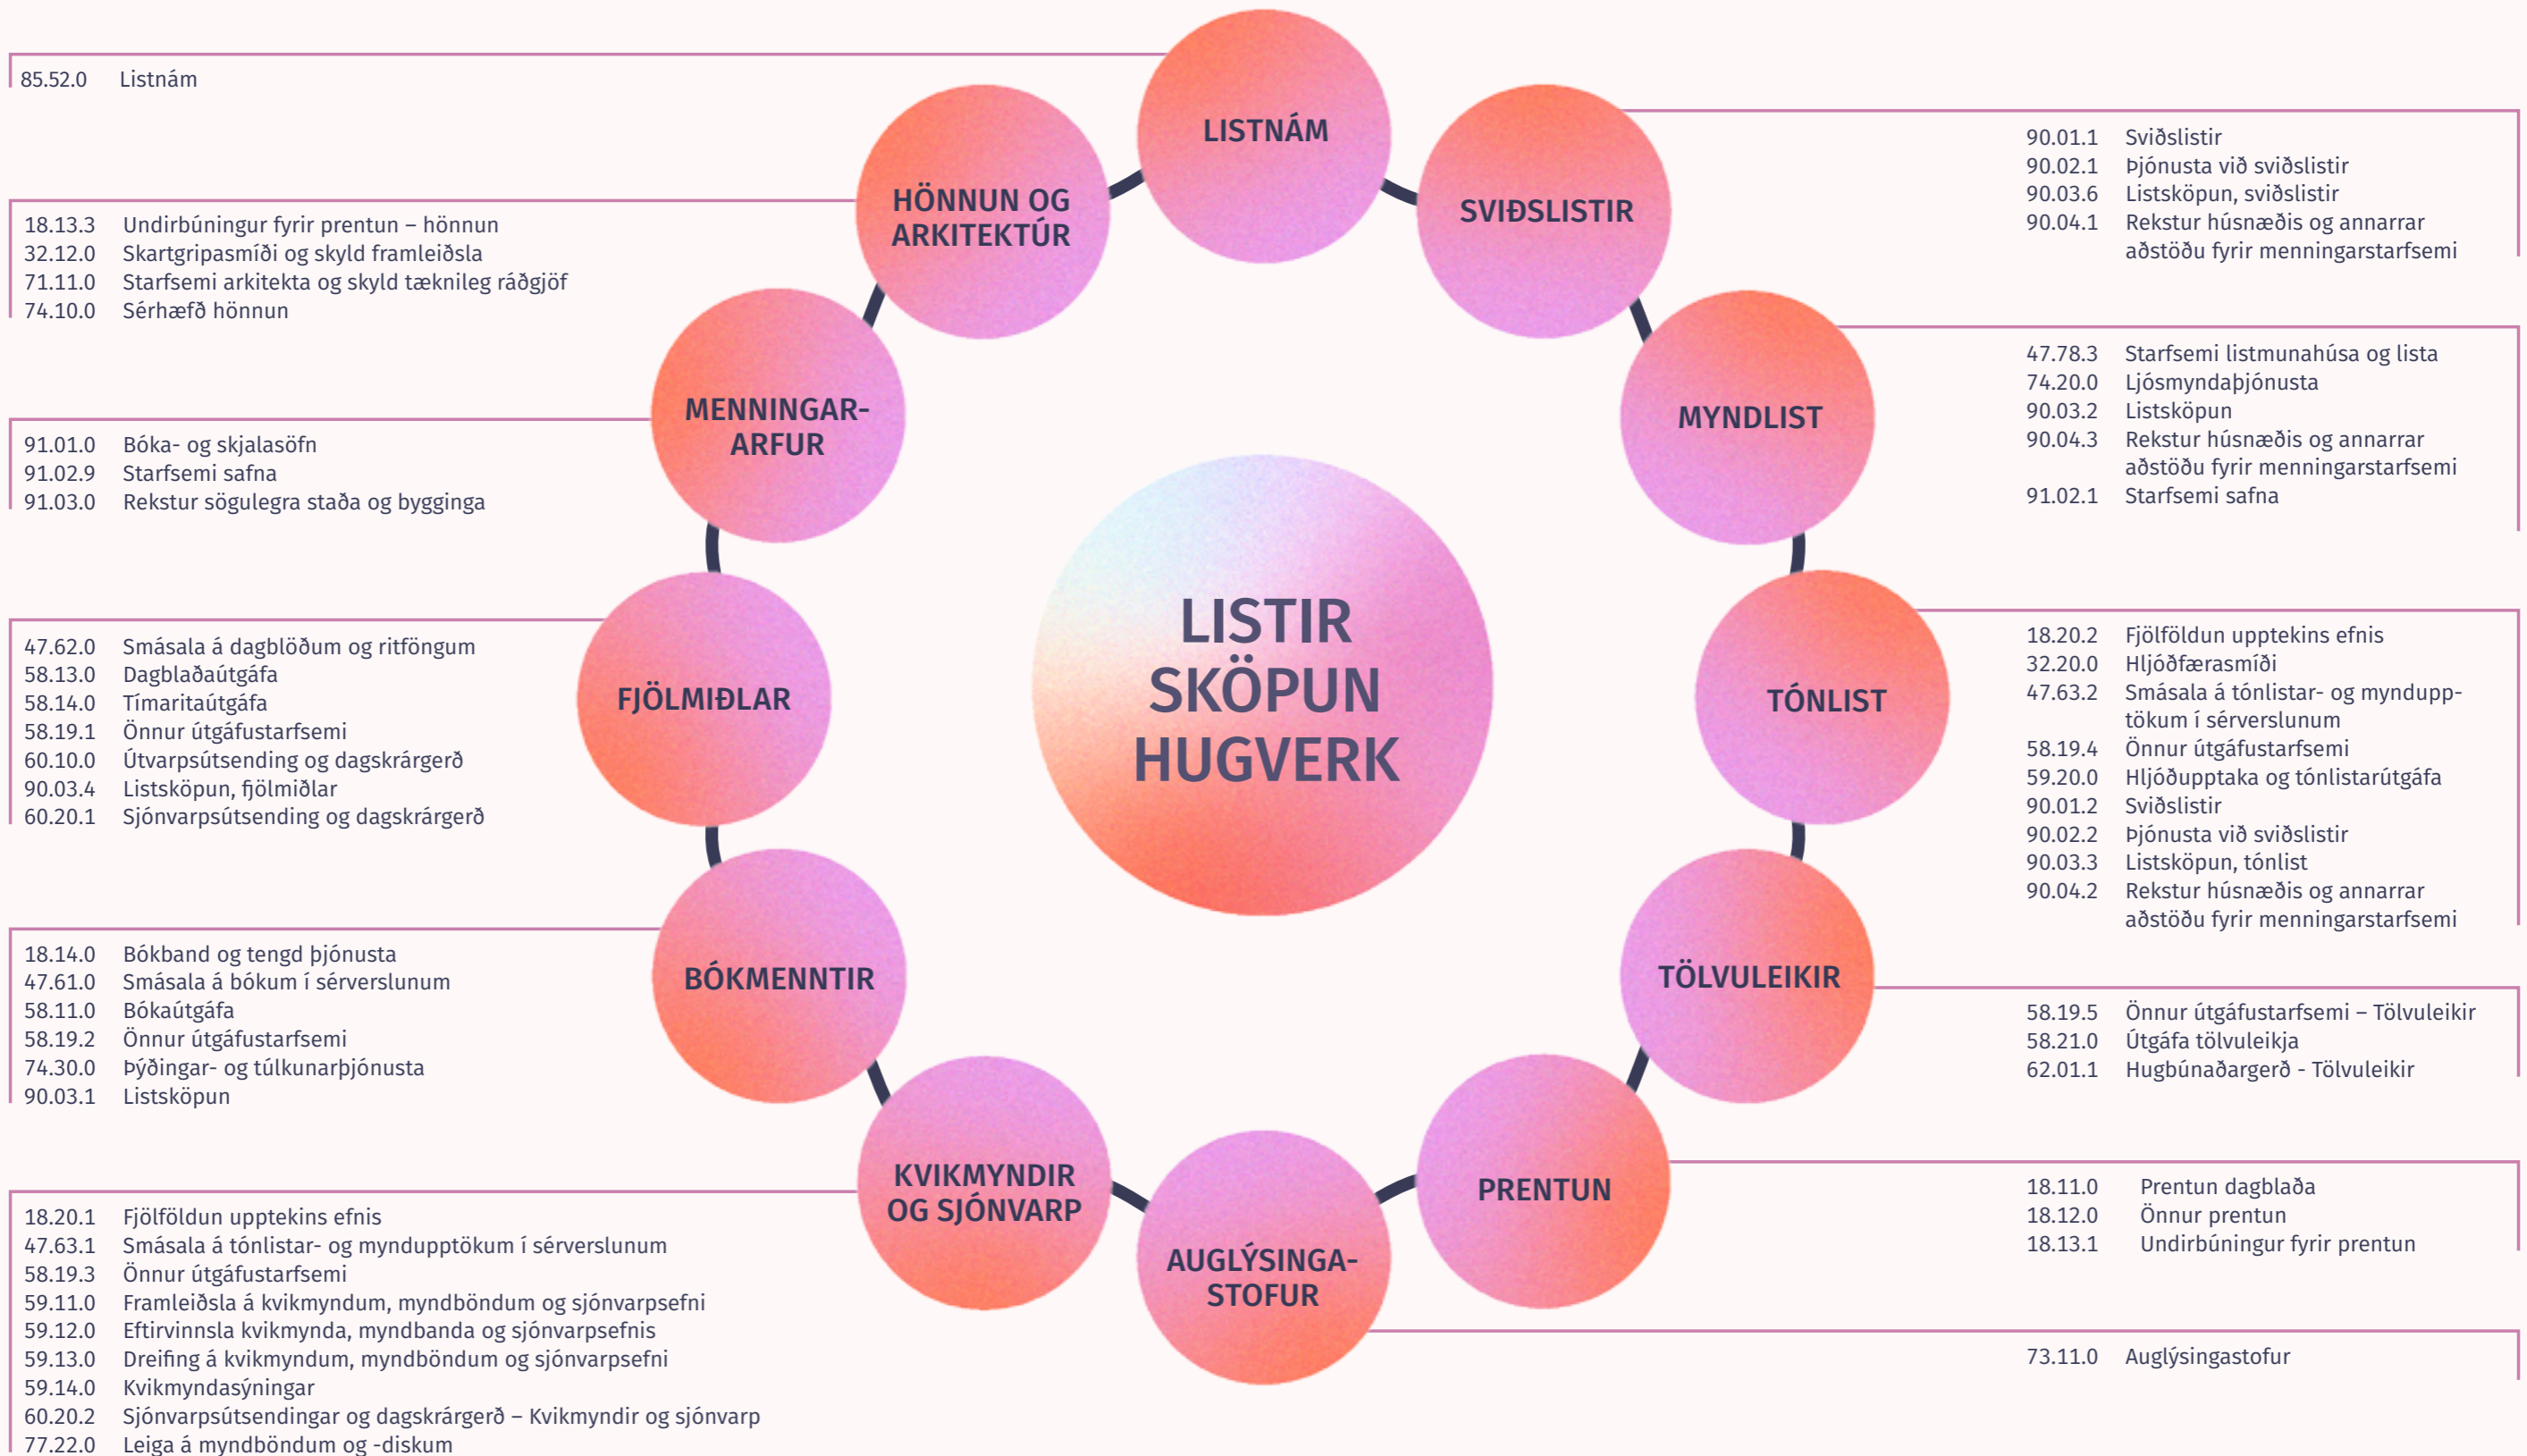 LISTIR
SKÖPUN
HUGVERK
LISTNÁM
85.52.0 Listnám
SVIÐSLISTIR
90.01.1 Sviðslistir
90.02.1 Þjónusta við sviðslistir
90.03.6 Listsköpun, sviðslistir
90.04.1 Rekstur húsnæðis og annarrar
aðstöðu fyrir menningarstarfsemi
MYNDLIST
47.78.3 Starfsemi listmunahúsa og lista
74.20.0 Ljósmyndaþjónusta
90.03.2 Listsköpun
90.04.3 Rekstur húsnæðis og annarrar
aðstöðu fyrir menningarstarfsemi
91.02.1 Starfsemi safna
TÓNLIST
18.20.2 Fjölföldun upptekins efnis
32.20.0 Hljóðfærasmíði
47.63.2 Smásala á tónlistar- og myndupp-
tökum í sérverslunum
58.19.4 Önnur útgáfustarfsemi
59.20.0 Hljóðupptaka og tónlistarútgáfa
90.01.2 Sviðslistir
90.02.2 Þjónusta við sviðslistir
90.03.3 Listsköpun, tónlist
90.04.2 Rekstur húsnæðis og annarrar
aðstöðu fyrir menningarstarfsemi
TÖLVULEIKIR
58.19.5 Önnur útgáfustarfsemi – Tölvuleikir
58.21.0 Útgáfa tölvuleikja
62.01.1 Hugbúnaðargerð - Tölvuleikir
PRENTUN
18.11.0 Prentun dagblaða
18.12.0 Önnur prentun
18.13.1 Undirbúningur fyrir prentun
AUGLÝSINGA-
STOFUR
73.11.0 Auglýsingastofur
KVIKMYNDIR
OG SJÓNVARP
18.20.1 Fjölföldun upptekins efnis
47.63.1 Smásala á tónlistar- og myndupptökum í sérverslunum
58.19.3 Önnur útgáfustarfsemi
59.11.0 Framleiðsla á kvikmyndum, myndböndum og sjónvarpsefni
59.12.0 Eftirvinnsla kvikmynda, myndbanda og sjónvarpsefnis
59.13.0 Dreifing á kvikmyndum, myndböndum og sjónvarpsefni
59.14.0 Kvikmyndasýningar
60.20.2 Sjónvarpsútsendingar og dagskrárgerð – Kvikmyndir og sjónvarp
77.22.0 Leiga á myndböndum og -diskum
BÓKMENNTIR
18.14.0 Bókband og tengd þjónusta
47.61.0 Smásala á bókum í sérverslunum
58.11.0 Bókaútgáfa
58.19.2 Önnur útgáfustarfsemi
74.30.0 Þýðingar- og túlkunarþjónusta
90.03.1 Listsköpun
FJÖLMIÐLAR
47.62.0 Smásala á dagblöðum og ritföngum
58.13.0 Dagblaðaútgáfa
58.14.0 Tímaritaútgáfa
58.19.1 Önnur útgáfustarfsemi
60.10.0 Útvarpsútsending og dagskrárgerð
90.03.4 Listsköpun, fjölmiðlar
60.20.1 Sjónvarpsútsending og dagskrárgerð
MENNINGAR-
ARFUR
91.01.0 Bóka- og skjalasöfn
91.02.9 Starfsemi safna
91.03.0 Rekstur sögulegra staða og bygginga
HÖNNUN OG
ARKITEKTÚR
18.13.3 Undirbúningur fyrir prentun – hönnun
32.12.0 Skartgripasmíði og skyld framleiðsla
71.11.0 Starfsemi arkitekta og skyld tæknileg ráðgjöf
74.10.0 Sérhæfð hönnun